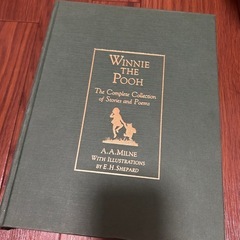 WINNIE
THE
POOH
The Complete Collection
of Stories and Poems
A.A.MILNE
WITH ILLUSTRATIONS
BY E.H. SHEPARD